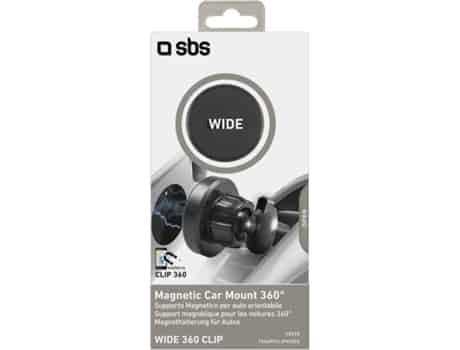 sbs
WIDE
CLIP 360
Magnetic Car Mount 360°
Supporto Magnetico per auto orientabile
Support magnétique pour les voitures 360°
Magnethalterung für Autos
WIDE 360 CLIP